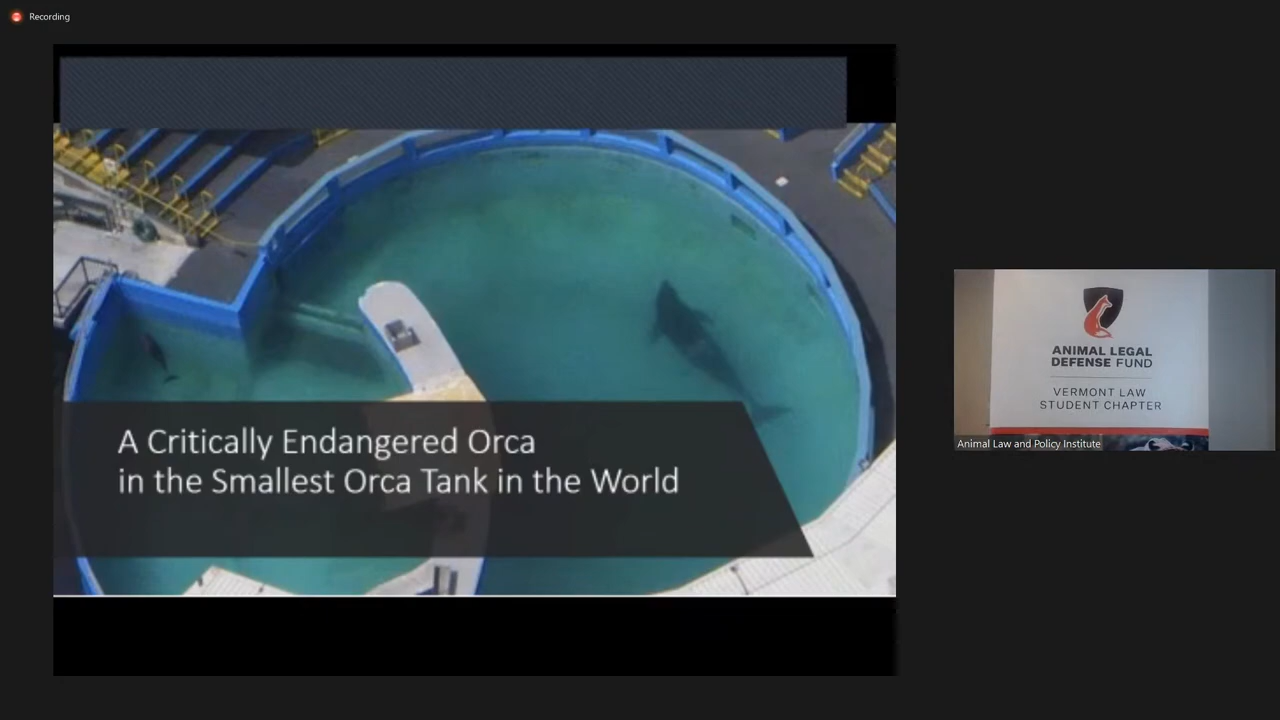 Recording
A Critically Endangered Orca
in the Smallest Orca Tank in the World
ANIMAL LEGAL
DEFENSE FUND
VERMONT LAW
STUDENT CHAPTER
Animal Law and Policy Institute